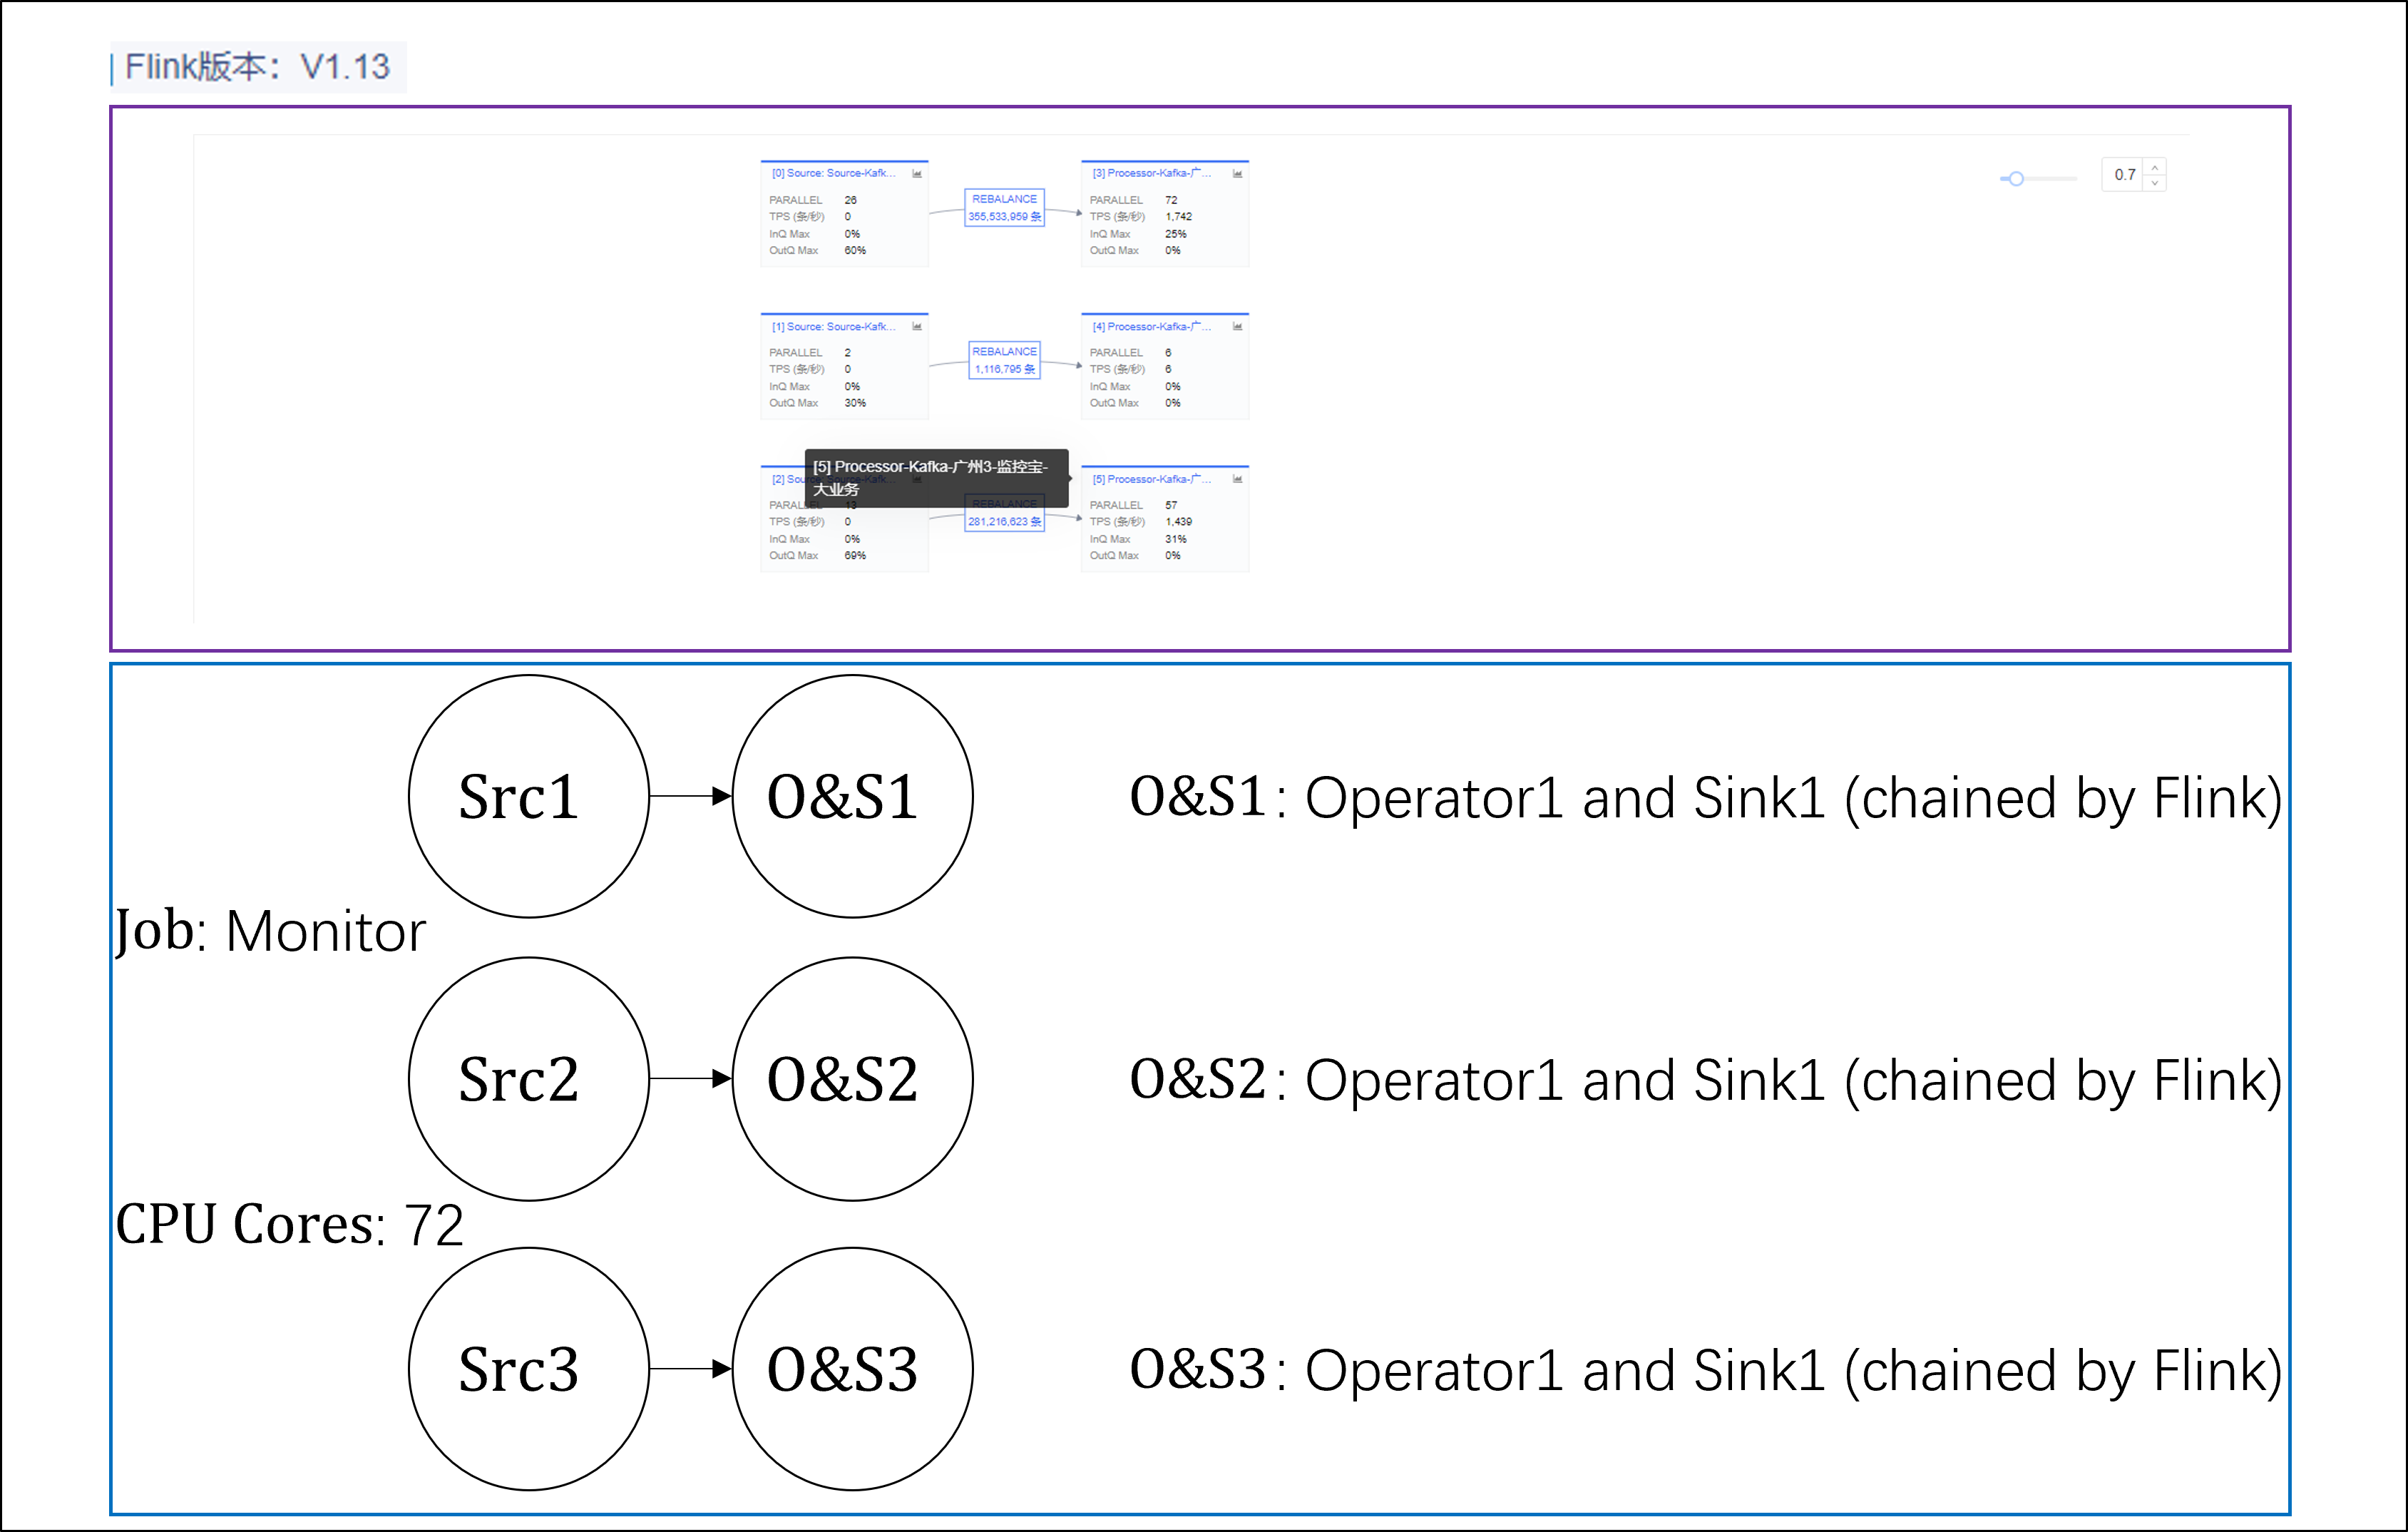 Flink版本： V1.13
[0] Source: Source-Kafk...
PARALLEL 26
TPS (条/秒) 0
InQ Max 0%
OutQ Max 60%
REBALANCE
355,533,959 条
[3] Processor-Kafka-广...
PARALLEL 72
TPS (条/秒) 1,742
InQ Max 25%
OutQ Max 0%
0.7
[1] Source: Source-Kafk...
PARALLEL 2
TPS (条/秒) 0
InQ Max 0%
OutQ Max 30%
REBALANCE
1,116,795 条
[4] Processor-Kafka-广...
PARALLEL 6
TPS (条/秒) 6
InQ Max 0%
OutQ Max 0%
[5] Processor-Kafka-广州3-监控宝-
大业务
[2] Source: Source-Kafk...
PARALLEL 13
TPS (条/秒) 0
InQ Max 0%
OutQ Max 69%
REBALANCE
281,216,623 条
[5] Processor-Kafka-广...
PARALLEL 57
TPS (条/秒) 1,439
InQ Max 31%
OutQ Max 0%
Src1
O&S1
O&S1: Operator1 and Sink1 (chained by Flink)
Job: Monitor
Src2
O&S2
O&S2: Operator1 and Sink1 (chained by Flink)
CPU Cores: 72
Src3
O&S3
O&S3: Operator1 and Sink1 (chained by Flink)